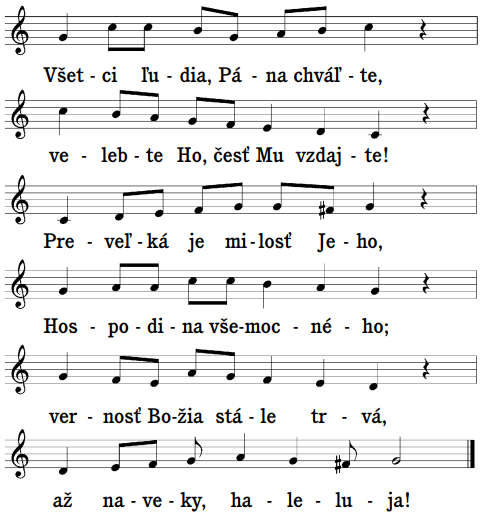 Všet - ci ľu - dia, Pá - na chváľ - te,
ve - leb - te Ho, česť Mu vzdaj - te!
Pre - veľ - ká je mi - losť Je - ho,
Hos - po - di - na vše - moc - né - ho;
ver - nosť Bo - žia stá - le tr - vá,
až na - ve - ky, ha - le - lu - ja!